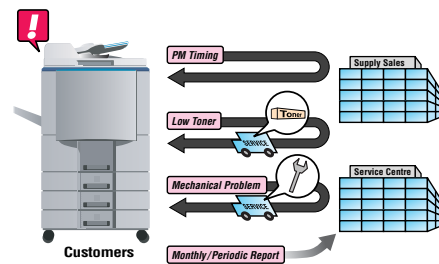 !
PM Timing
Supply Sales
Low Toner
Toner
SERVICE
Mechanical Problem
Service Centre
SERVICE
Customers
Monthly/Periodic Report